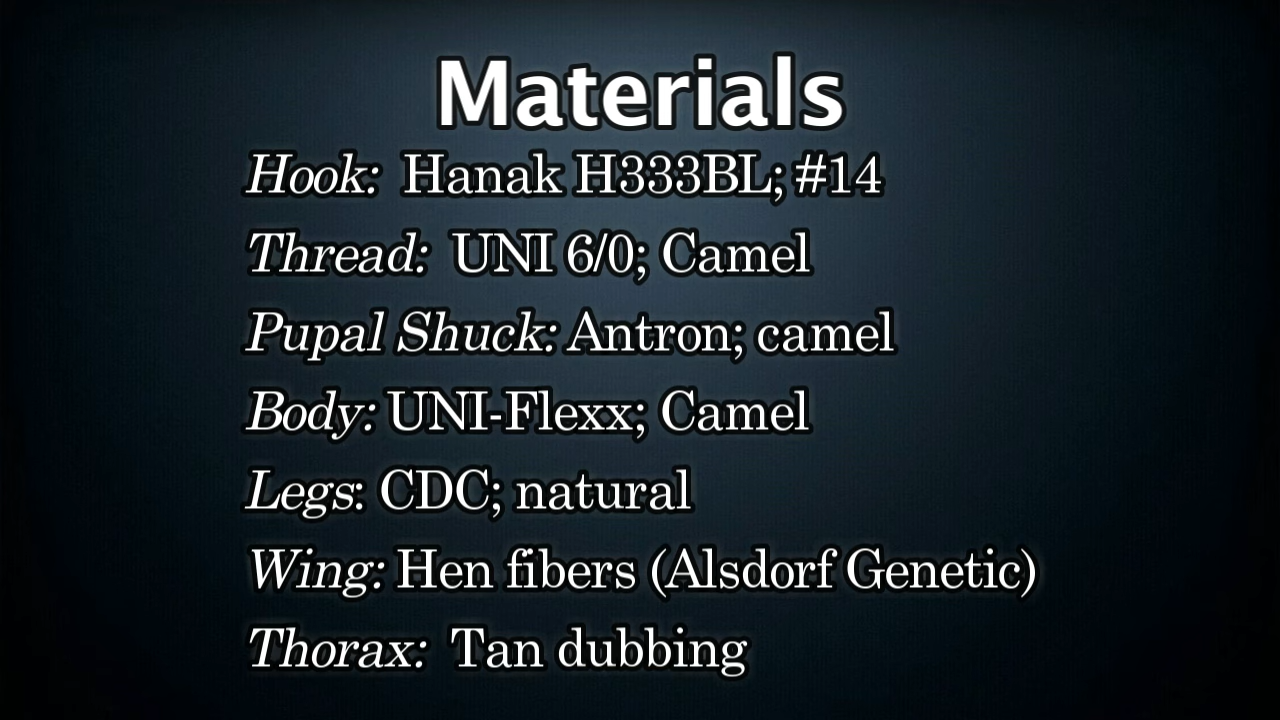 Materials
Hook: Hanak H333BL; #14
Thread: UNI 6/0; Camel
Pupal Shuck: Antron; camel
Body: UNI-Flexx; Camel
Legs: CDC; natural
Wing: Hen fibers (Alsdorf Genetic)
Thorax: Tan dubbing